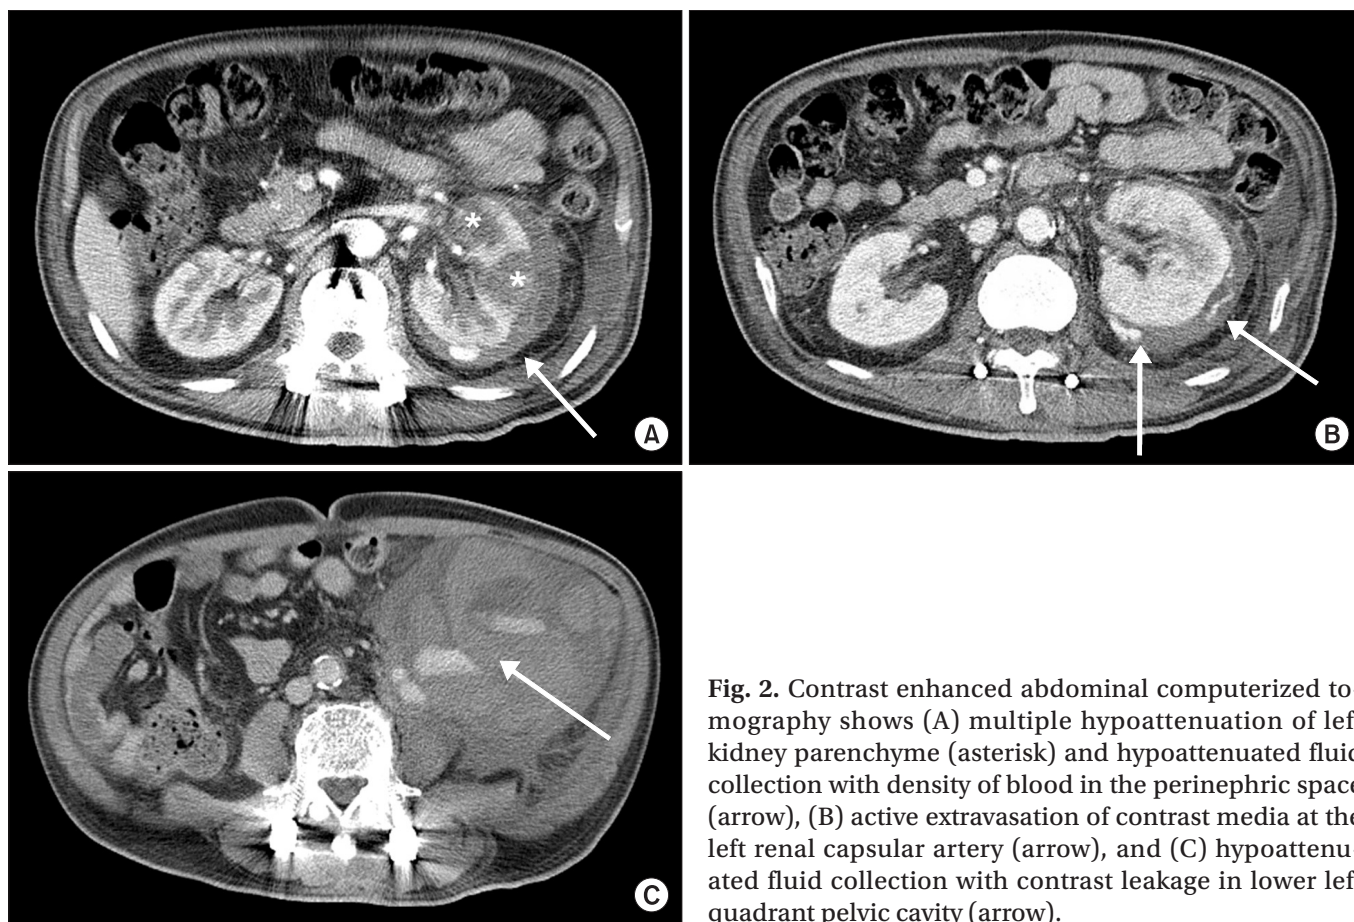 *
*
A
B
C
Fig. 2. Contrast enhanced abdominal computerized to
mography shows (A) multiple hypoattenuation of lef
kidney parenchyme (asterisk) and hypoattenuated fluid
collection with density of blood in the perinephric space
(arrow), (B) active extravasation of contrast media at the
left renal capsular artery (arrow), and (C) hypoattenu
ated fluid collection with contrast leakage in lower lef
quadrant pelvic cavity (arrow).